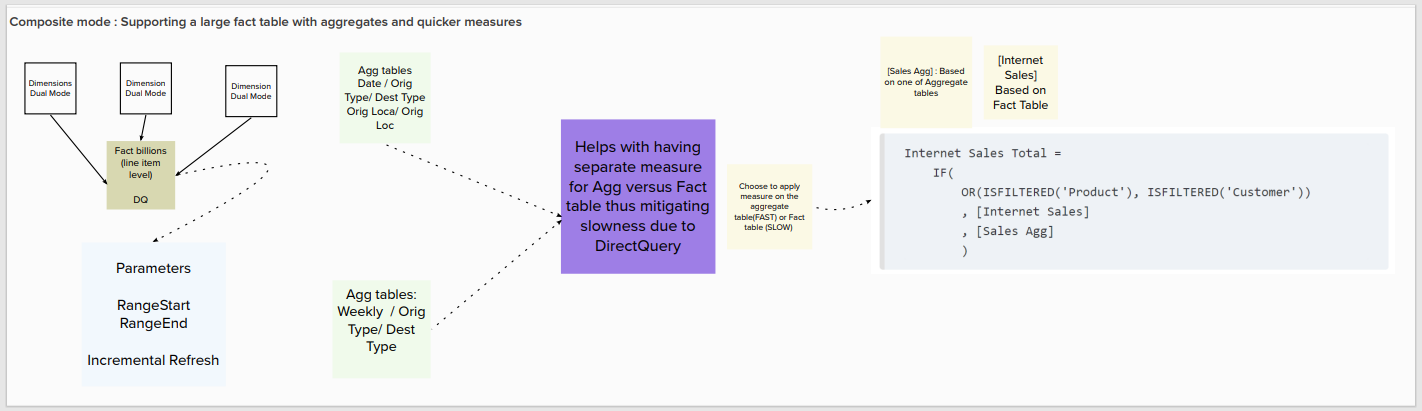 Composite mode : Supporting a large fact table with aggregates and quicker measures
Dimensions
Dual Mode
Dimension
Dual Mode
Dimension
Dual Mode
Fact billions
(line item
level)
DQ
Parameters
RangeStart
RangeEnd
Incremental Refresh
Agg tables
Date / Orig
Type/ Dest Type
Orig Loca/ Orig
Loc
Agg tables:
Weekly / Orig
Type/ Dest
Type
Helps with having
separate measure
for Agg versus Fact
table thus mitigating
slowness due to
DirectQuery
Choose to apply
measure on the
aggregate
table(FAST) or Fact
table (SLOW)
[Sales Agg] : Based
on one of Aggregate
tables
[Internet
Sales]
Based on
Fact Table
Internet Sales Total =
IF(
OR(ISFILTERED('Product'), ISFILTERED('Customer'))
, [Internet Sales]
, [Sales Agg]
)